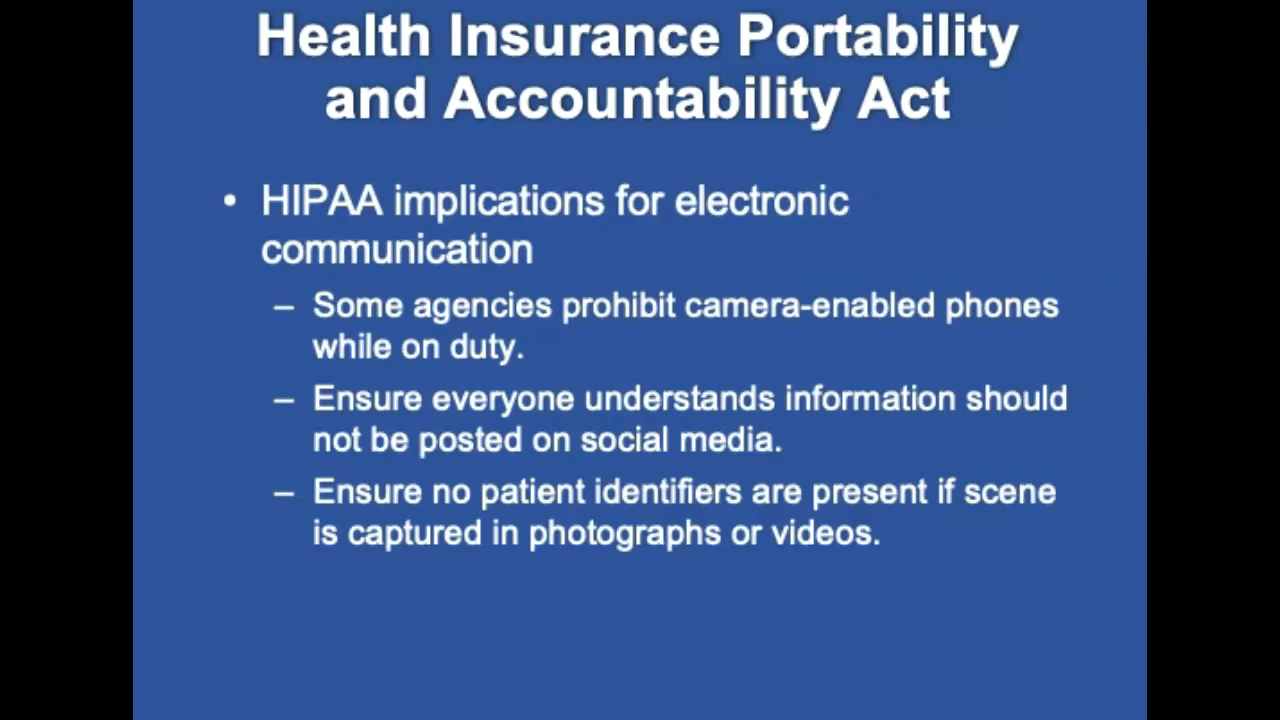 Health Insurance Portability
and Accountability Act
• HIPAA implications for electronic
communication
– Some agencies prohibit camera-enabled phones
while on duty.
– Ensure everyone understands information should
not be posted on social media.
– Ensure no patient identifiers are present if scene
is captured in photographs or videos.